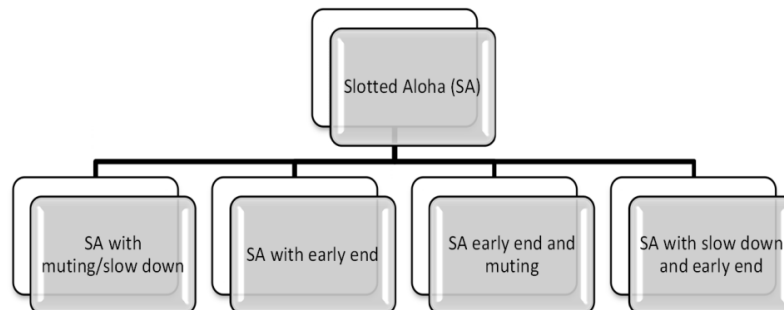 Slotted Aloha (SA)
SA with
muting/slow down
SA with early end
SA early end and
muting
SA with slow down
and early end